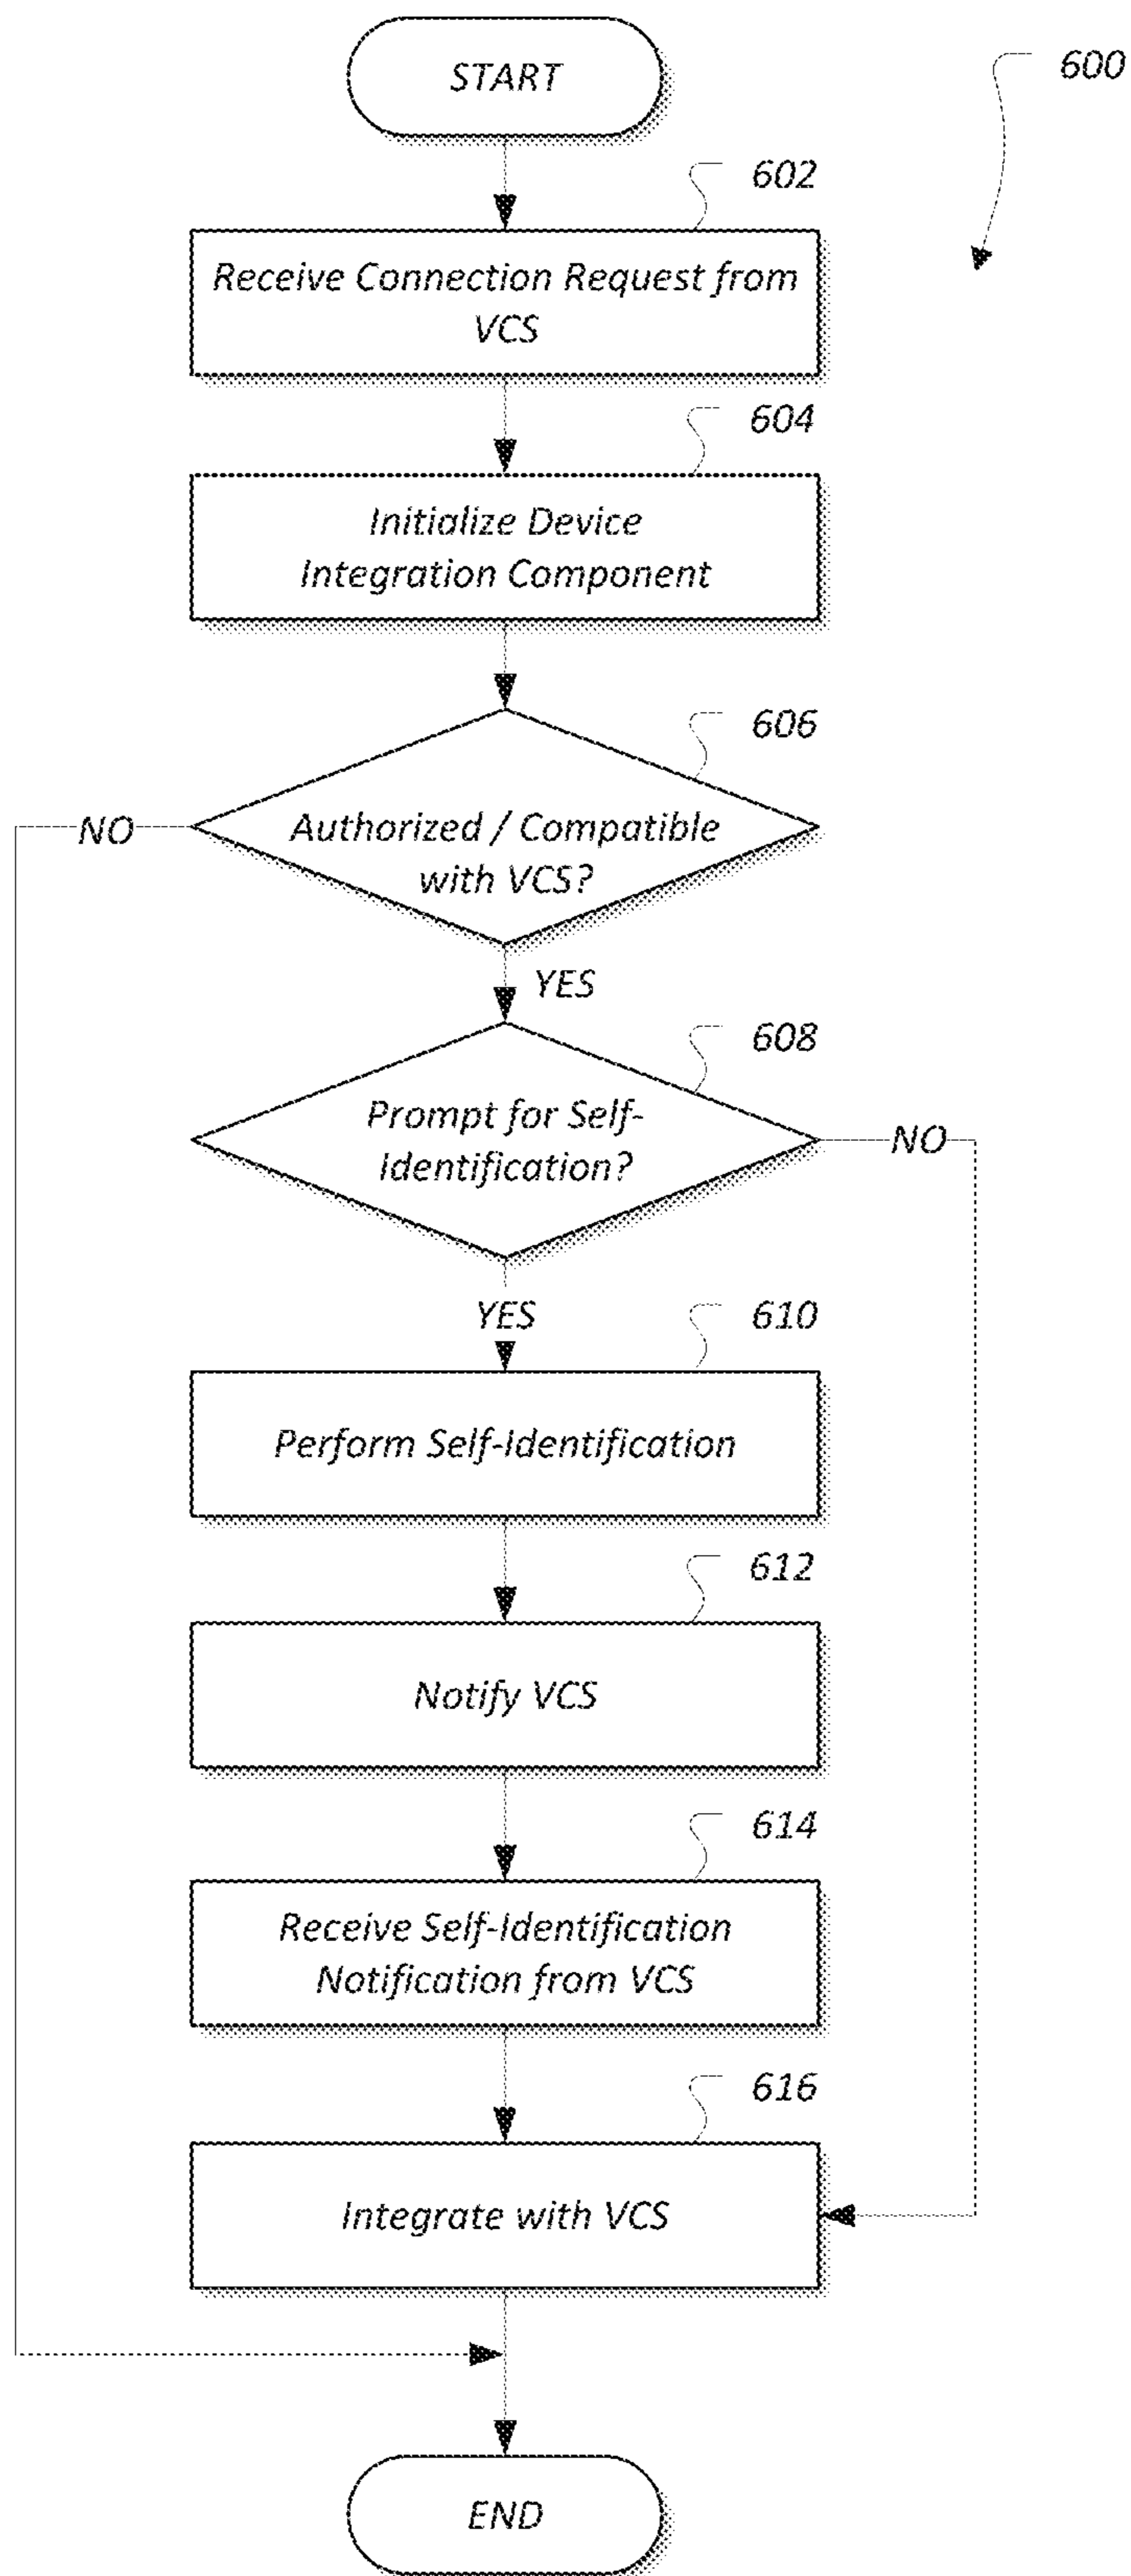 START
600
602
Receive Connection Request from
VCS
604
Initialize Device
Integration Component
606
NO
Authorized / Compatible
with VCS?
YES
608
Prompt for Self-
Identification?
NO
YES
610
Perform Self-Identification
612
Notify VCS
614
Receive Self-Identification
Notification from VCS
616
Integrate with VCS
END